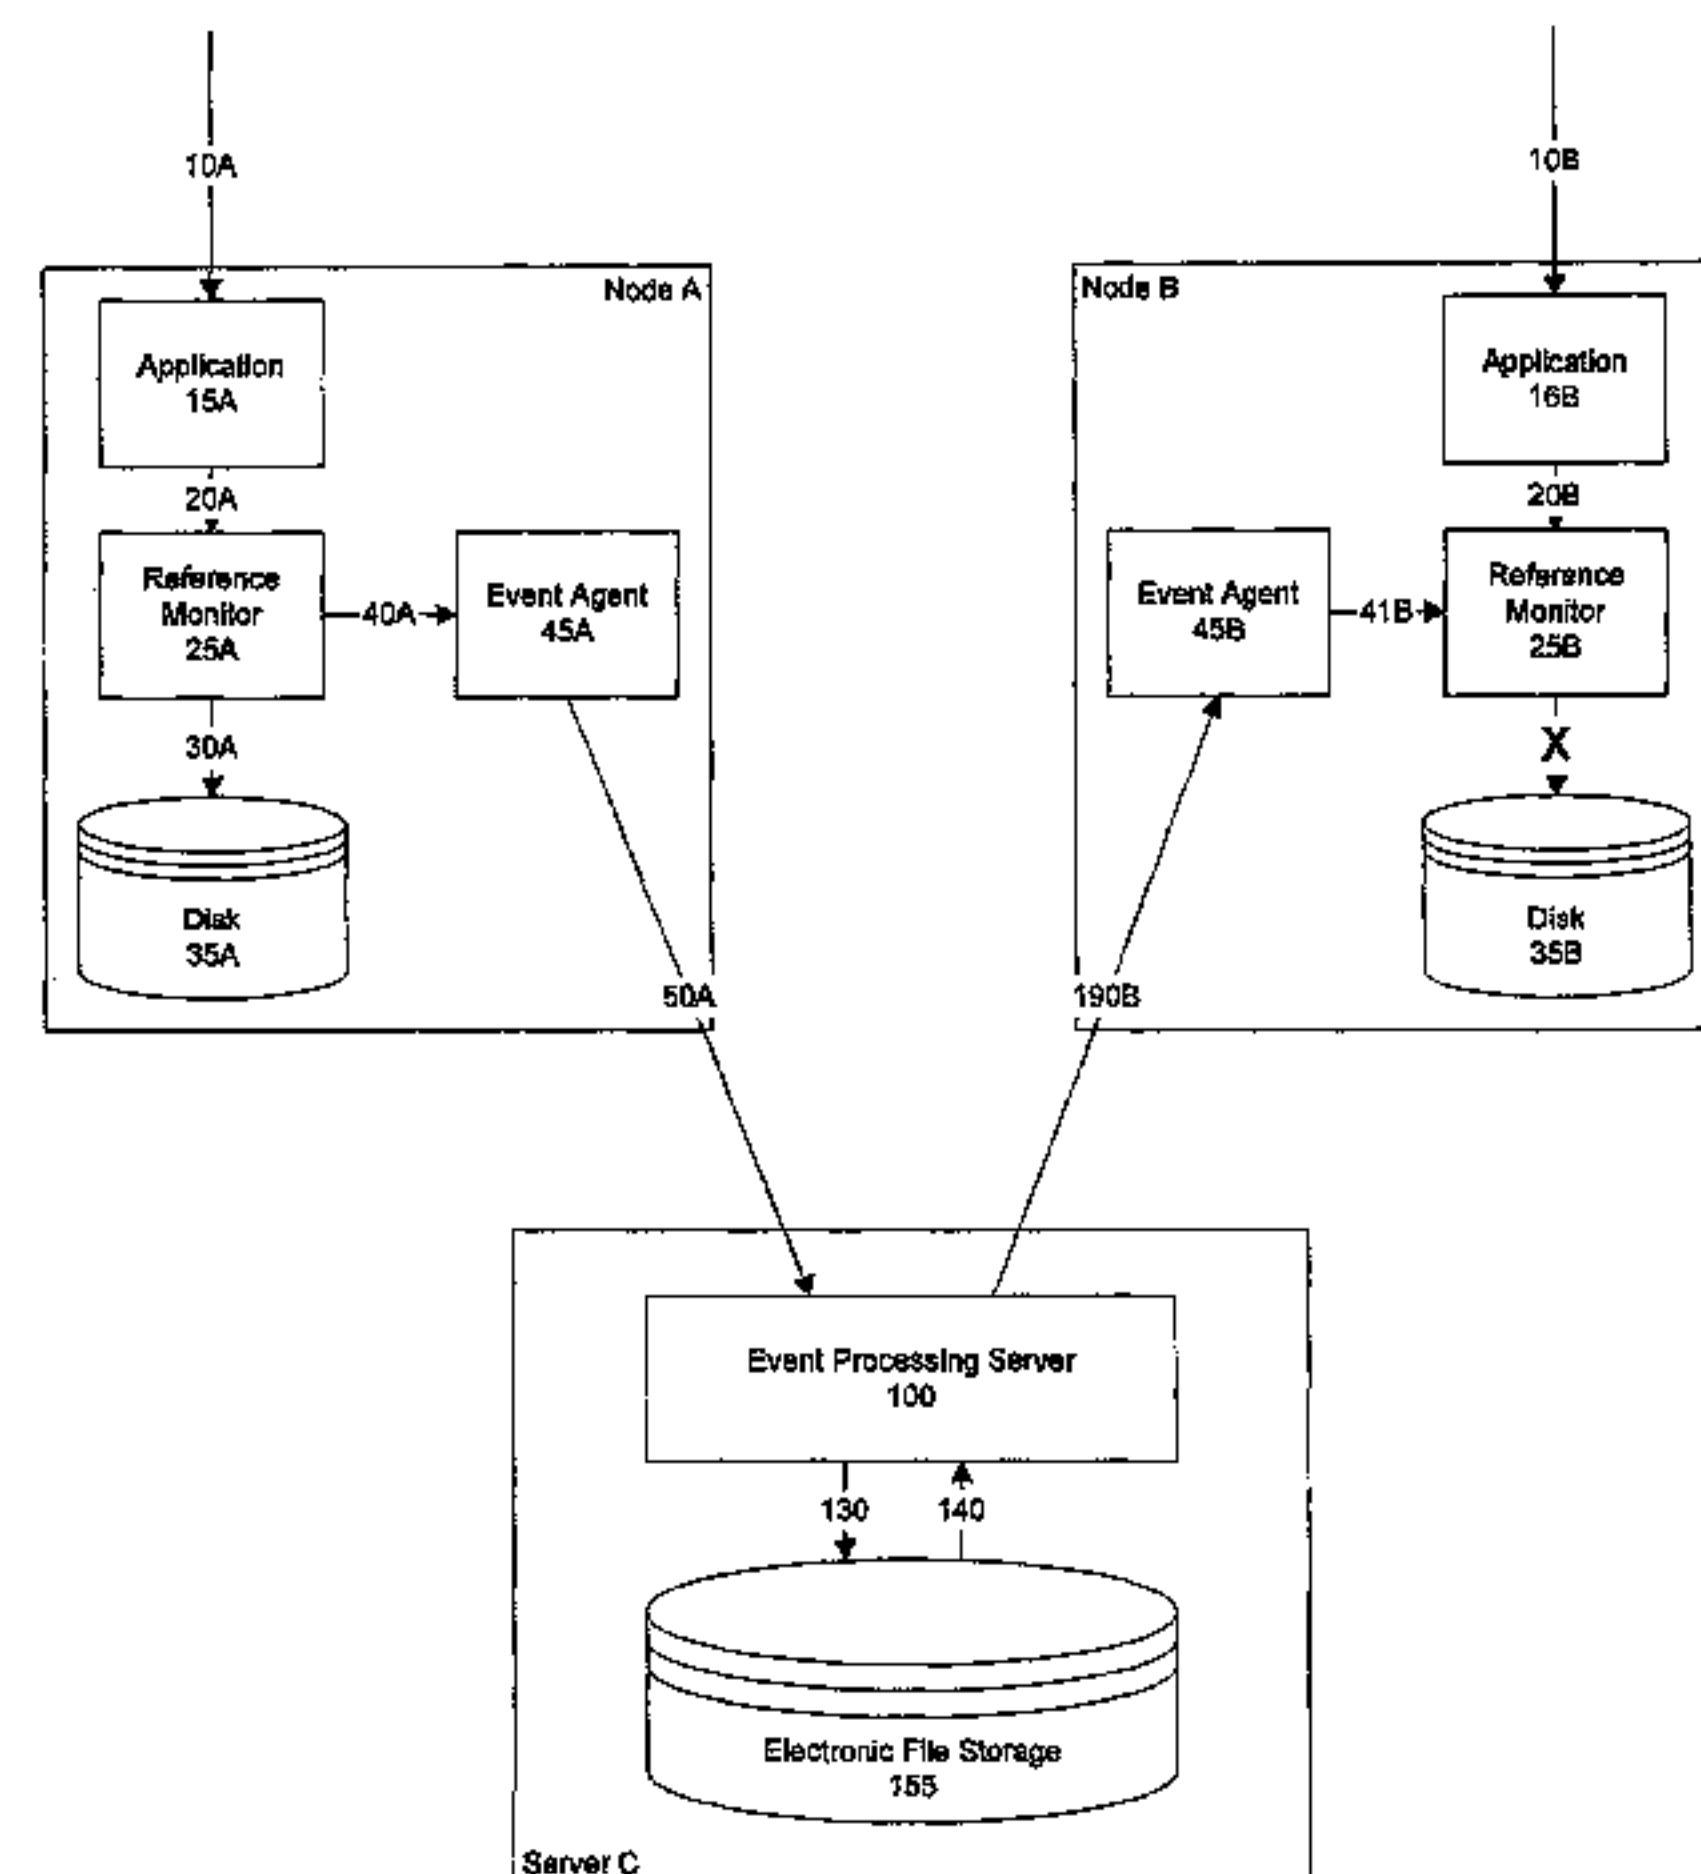 10A
10B
Node A
Node B
Application
15A
Application
16B
20A
20B
Reference
Monitor
25A
40A
Event Agent
45A
Event Agent
45B
41B
Reference
Monitor
25B
30A
X
Disk
35A
Disk
35B
50A
190B
Event Processing Server
100
130
140
Electronic File Storage
155
Server C